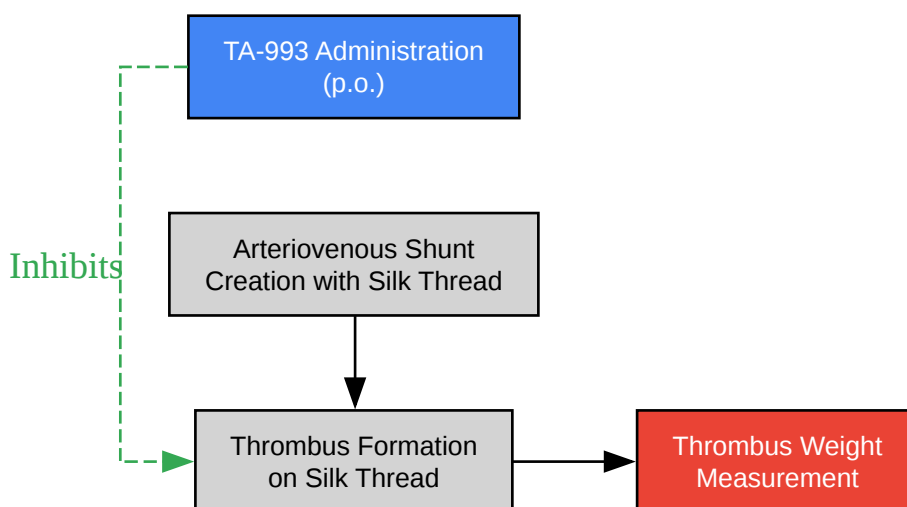 TA-993 Administration
(p.o.)
Arteriovenous Shunt
Creation with Silk Thread
Inhibits
Thrombus Formation
on Silk Thread
Thrombus Weight
Measurement